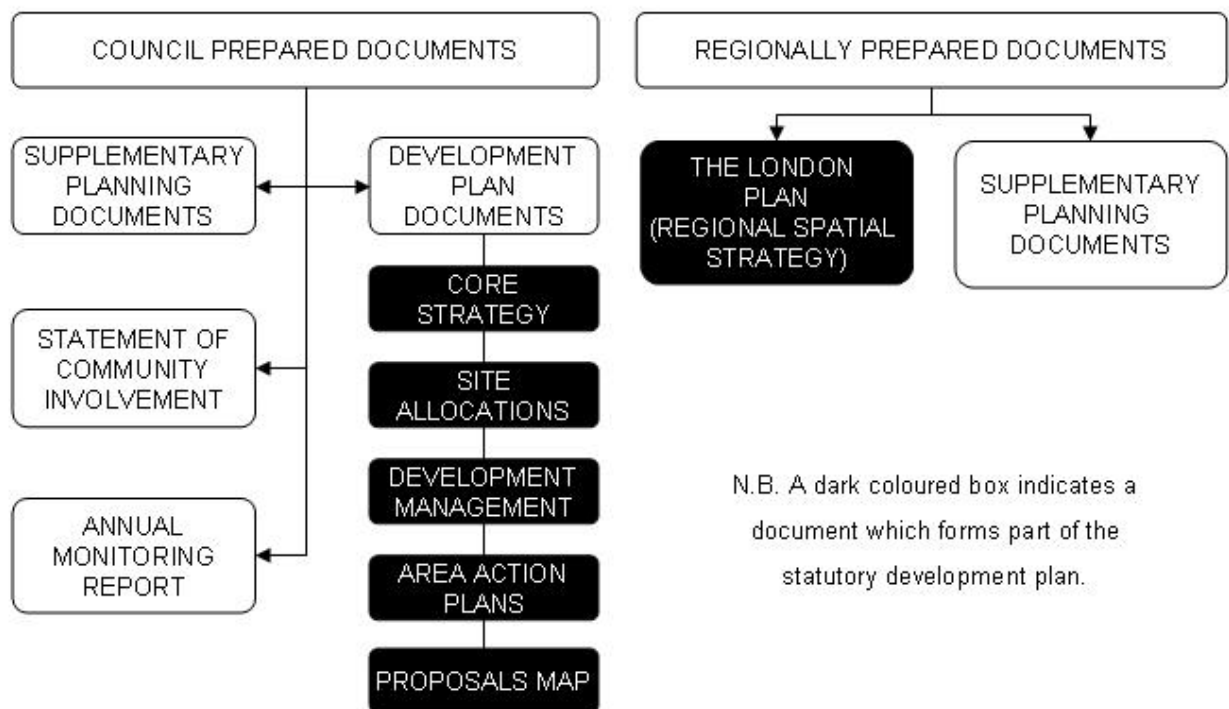 COUNCIL PREPARED DOCUMENTS
SUPPLEMENTARY
PLANNING
DOCUMENTS
STATEMENT OF
COMMUNITY
INVOLVEMENT
ANNUAL
MONITORING
REPORT
DEVELOPMENT
PLAN
DOCUMENTS
CORE
STRATEGY
SITE
ALLOCATIONS
DEVELOPMENT
MANAGEMENT
AREA ACTION
PLANS
PROPOSALS MAP
REGIONALLY PREPARED DOCUMENTS
THE LONDON
PLAN
(REGIONAL SPATIAL
STRATEGY)
SUPPLEMENTARY
PLANNING
DOCUMENTS
N.B. A dark coloured box indicates a
document which forms part of the
statutory development plan.